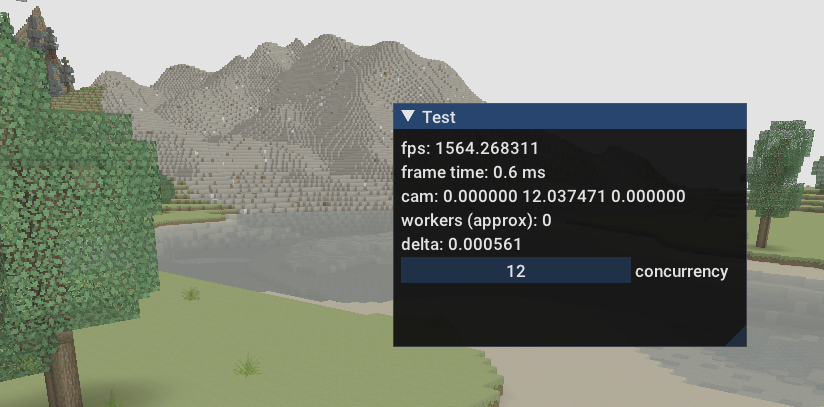 Test
fps: 1564.268311
frame time: 0.6 ms
cam: 0.000000 12.037471 0.000000
workers (approx): 0
delta: 0.000561
12 concurrency